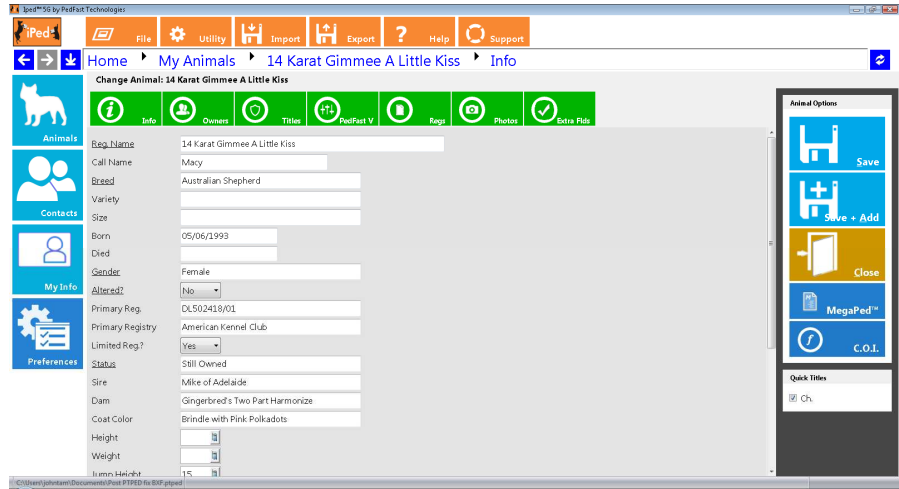 Iped™ 5G by PedFast Technologies
iPed
File
Utility
Import
Export
Help
Support
Home My Animals 14 Karat Gimmee A Little Kiss Info
Change Animal: 14 Karat Gimmee A Little Kiss
Info
Owners
Titles
PedFast V
Regs
Photos
Extra Flds
Animals
Contacts
My Info
Preferences
Reg. Name 14 Karat Gimmee A Little Kiss
Call Name Macy
Breed Australian Shepherd
Variety
Size
Born 05/06/1993
Died
Gender Female
Altered? No
Primary Reg. DL502418/01
Primary Registry American Kennel Club
Limited Reg.? Yes
Status Still Owned
Sire Mike of Adelaide
Dam Gingerbred's Two Part Harmonize
Coat Color Brindle with Pink Polkadots
Height
Weight
Jump Height 15
Animal Options
Save
Save + Add
Close
MegaPed™
C.O.I.
Quick Titles
Ch.
C:\Users\johntam\Documents\Post PTPED fix BXF.ptped